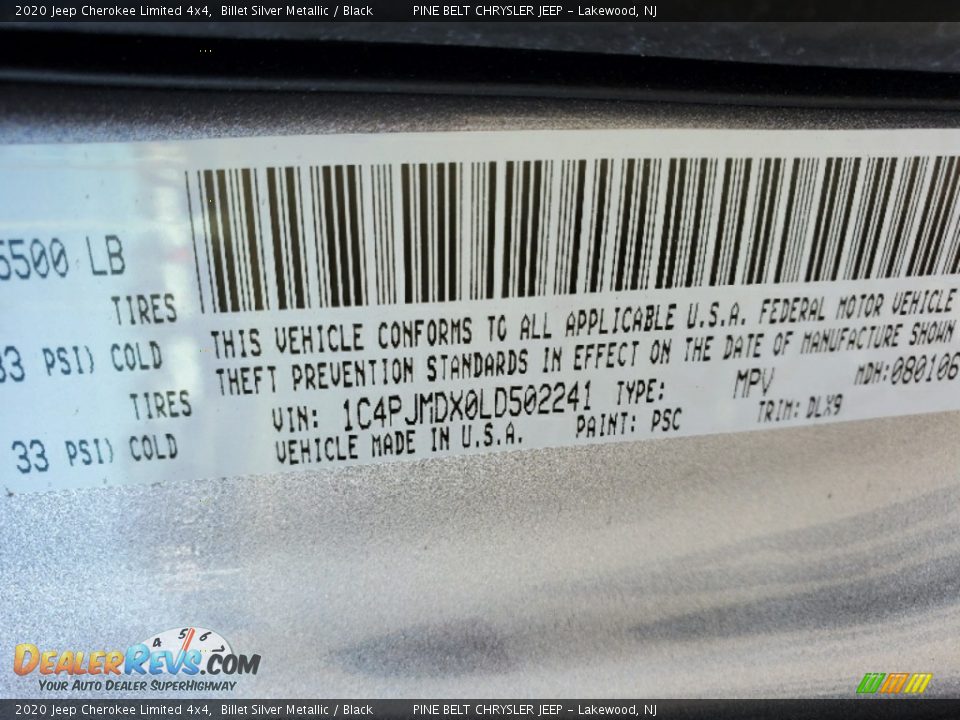 2020 Jeep Cherokee Limited 4x4, Billet Silver Metallic / Black PINE BELT CHRYSLER JEEP - Lakewood, NJ
5500 LB
TIRES
33 PSI) COLD
TIRES
33 PSI) COLD
THIS VEHICLE CONFORMS TO ALL APPLICABLE U.S.A. FEDERAL MOTOR VEHICLE
THEFT PREVENTION STANDARDS IN EFFECT ON THE DATE OF MANUFACTURE SHOWN
VIN: 1C4PJMDX0LD502241 TYPE: MPV MDH:080106
VEHICLE MADE IN U.S.A. PAINT: PSC TRIM: DLX9
4 5 6
DEALERREVS.COM
YOUR AUTO DEALER SUPERHIGHWAY
2020 Jeep Cherokee Limited 4x4, Billet Silver Metallic / Black PINE BELT CHRYSLER JEEP - Lakewood, NJ